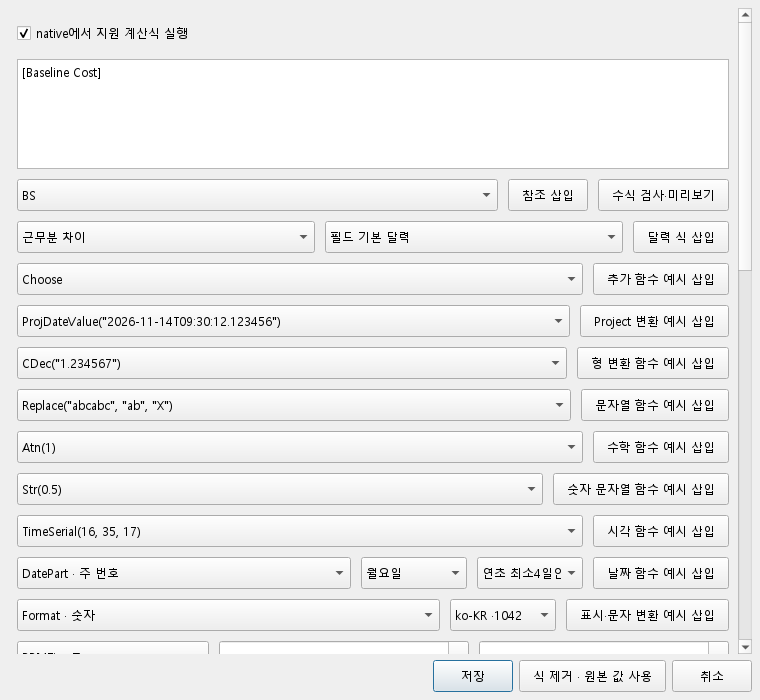 native에서 지원 계산식 실행
[Baseline Cost]
BS 참조 삽입 수식 검사·미리보기
근무분 차이 필드 기본 달력 달력 식 삽입
Choose 추가 함수 예시 삽입
ProjDateValue("2026-11-14T09:30:12.123456") Project 변환 예시 삽입
CDec("1.234567") 형 변환 함수 예시 삽입
Replace("abcabc", "ab", "X") 문자열 함수 예시 삽입
Atn(1) 수학 함수 예시 삽입
Str(0.5) 숫자 문자열 함수 예시 삽입
TimeSerial(16, 35, 17) 시각 함수 예시 삽입
DatePart · 주 번호 월요일 연초 최소4일인 날짜 함수 예시 삽입
Format · 숫자 ko-KR ·1042 표시·문자 변환 예시 삽입
저장 식 제거 · 원본 값 사용 취소